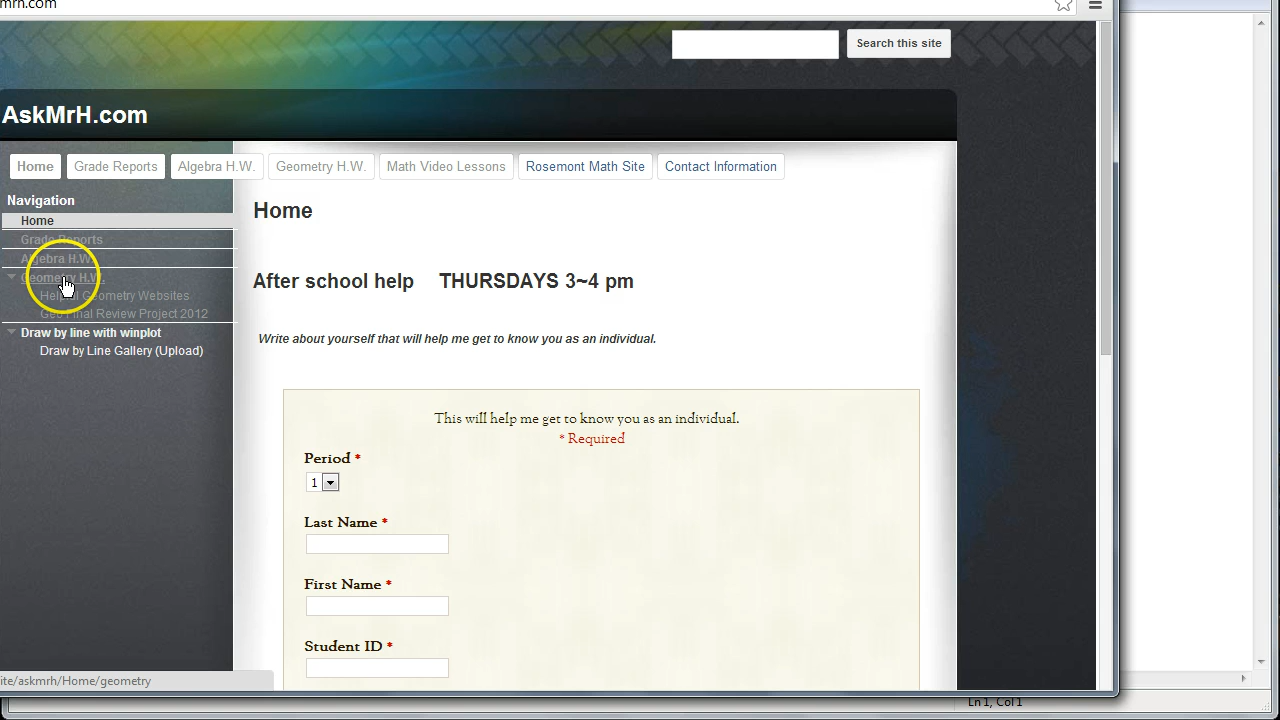 mrh.com
Search this site
AskMrH.com
Home Grade Reports Algebra H.W. Geometry H.W. Math Video Lessons Rosemont Math Site Contact Information
Navigation
Home
Home
Grade Reports
Algebra H.W.
Geometry H.W.
Helpful Geometry Websites
Geo Final Review Project 2012
Draw by line with winplot
Draw by Line Gallery (Upload)
After school help THURSDAYS 3~4 pm
Write about yourself that will help me get to know you as an individual.
This will help me get to know you as an individual.
* Required
Period *
1
Last Name *
First Name *
Student ID *
ite/askmrh/Home/geometry
Ln 1, Col 1